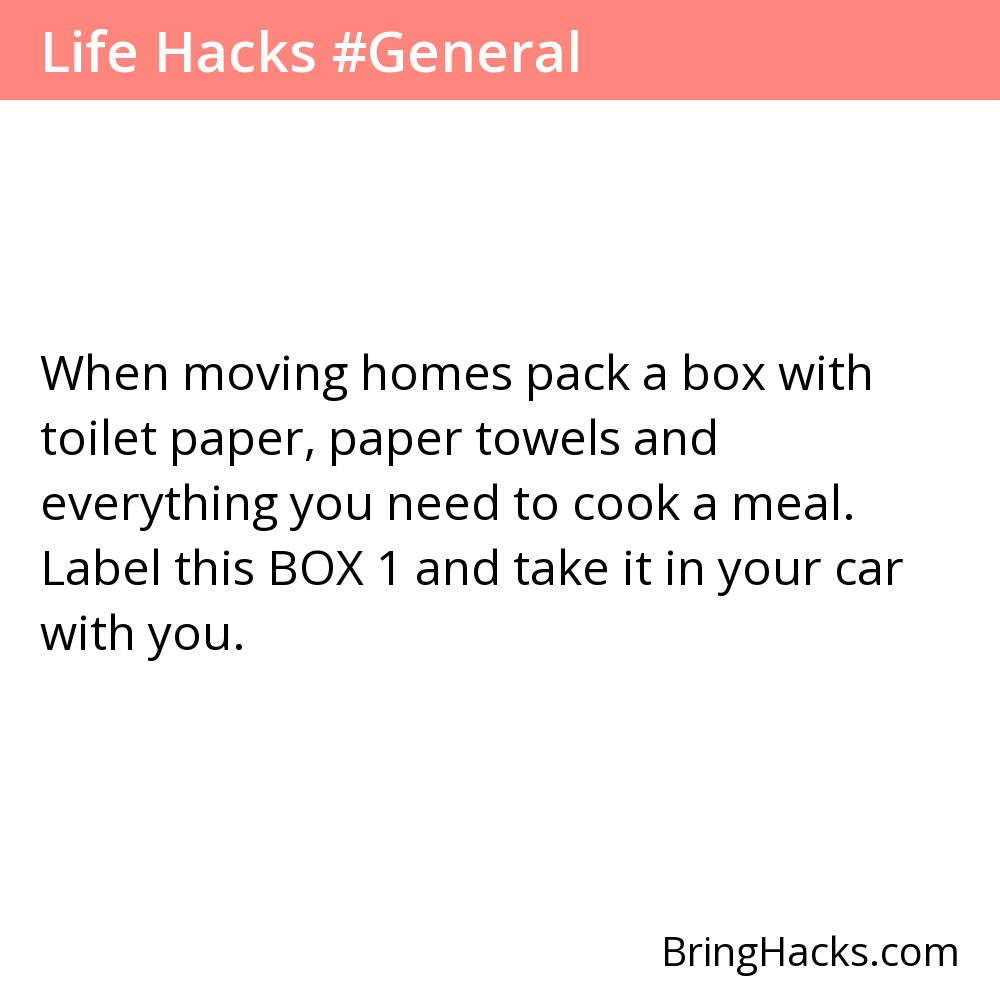 Life Hacks #General
When moving homes pack a box with
toilet paper, paper towels and
everything you need to cook a meal.
Label this BOX 1 and take it in your car
with you.
BringHacks.com